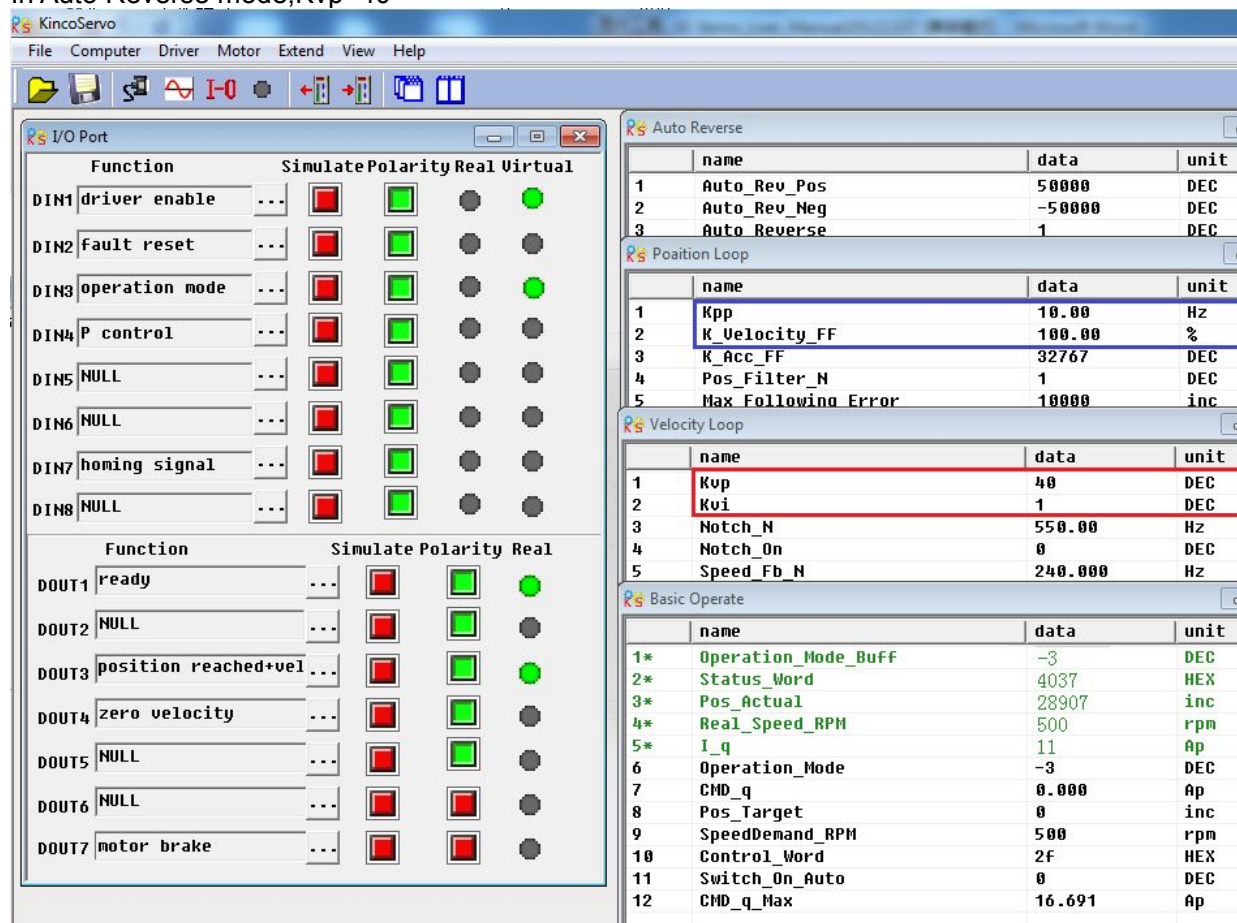 In Auto Reverse mode,Kvp=40
KincoServo
File Computer Driver Motor Extend View Help
I-O
I/O Port
Function Simulate Polarity Real Virtual
DIN1 driver enable ...
DIN2 fault reset ...
DIN3 operation mode ...
DIN4 P control ...
DIN5 NULL ...
DIN6 NULL ...
DIN7 homing signal ...
DIN8 NULL ...
Function Simulate Polarity Real
DOUT1 ready ...
DOUT2 NULL ...
DOUT3 position reached+vel ...
DOUT4 zero velocity ...
DOUT5 NULL ...
DOUT6 NULL ...
DOUT7 motor brake ...
Auto Reverse
name data unit
1 Auto_Rev_Pos 50000 DEC
2 Auto_Rev_Neg -50000 DEC
3 Auto_Reverse 1 DEC
Poaition Loop
name data unit
1 Kpp 10.00 Hz
2 K_Velocity_FF 100.00 %
3 K_Acc_FF 32767 DEC
4 Pos_Filter_N 1 DEC
5 Max_Following_Error 10000 inc
Velocity Loop
name data unit
1 Kvp 40 DEC
2 Kvi 1 DEC
3 Notch_N 550.00 Hz
4 Notch_On 0 DEC
5 Speed_Fb_N 240.000 Hz
Basic Operate
name data unit
1* Operation_Mode_Buff -3 DEC
2* Status_Word 4037 HEX
3* Pos_Actual 28907 inc
4* Real_Speed_RPM 500 rpm
5* I_q 11 Ap
6 Operation_Mode -3 DEC
7 CMD_q 0.000 Ap
8 Pos_Target 0 inc
9 SpeedDemand_RPM 500 rpm
10 Control_Word 2f HEX
11 Switch_On_Auto 0 DEC
12 CMD_q_Max 16.691 Ap